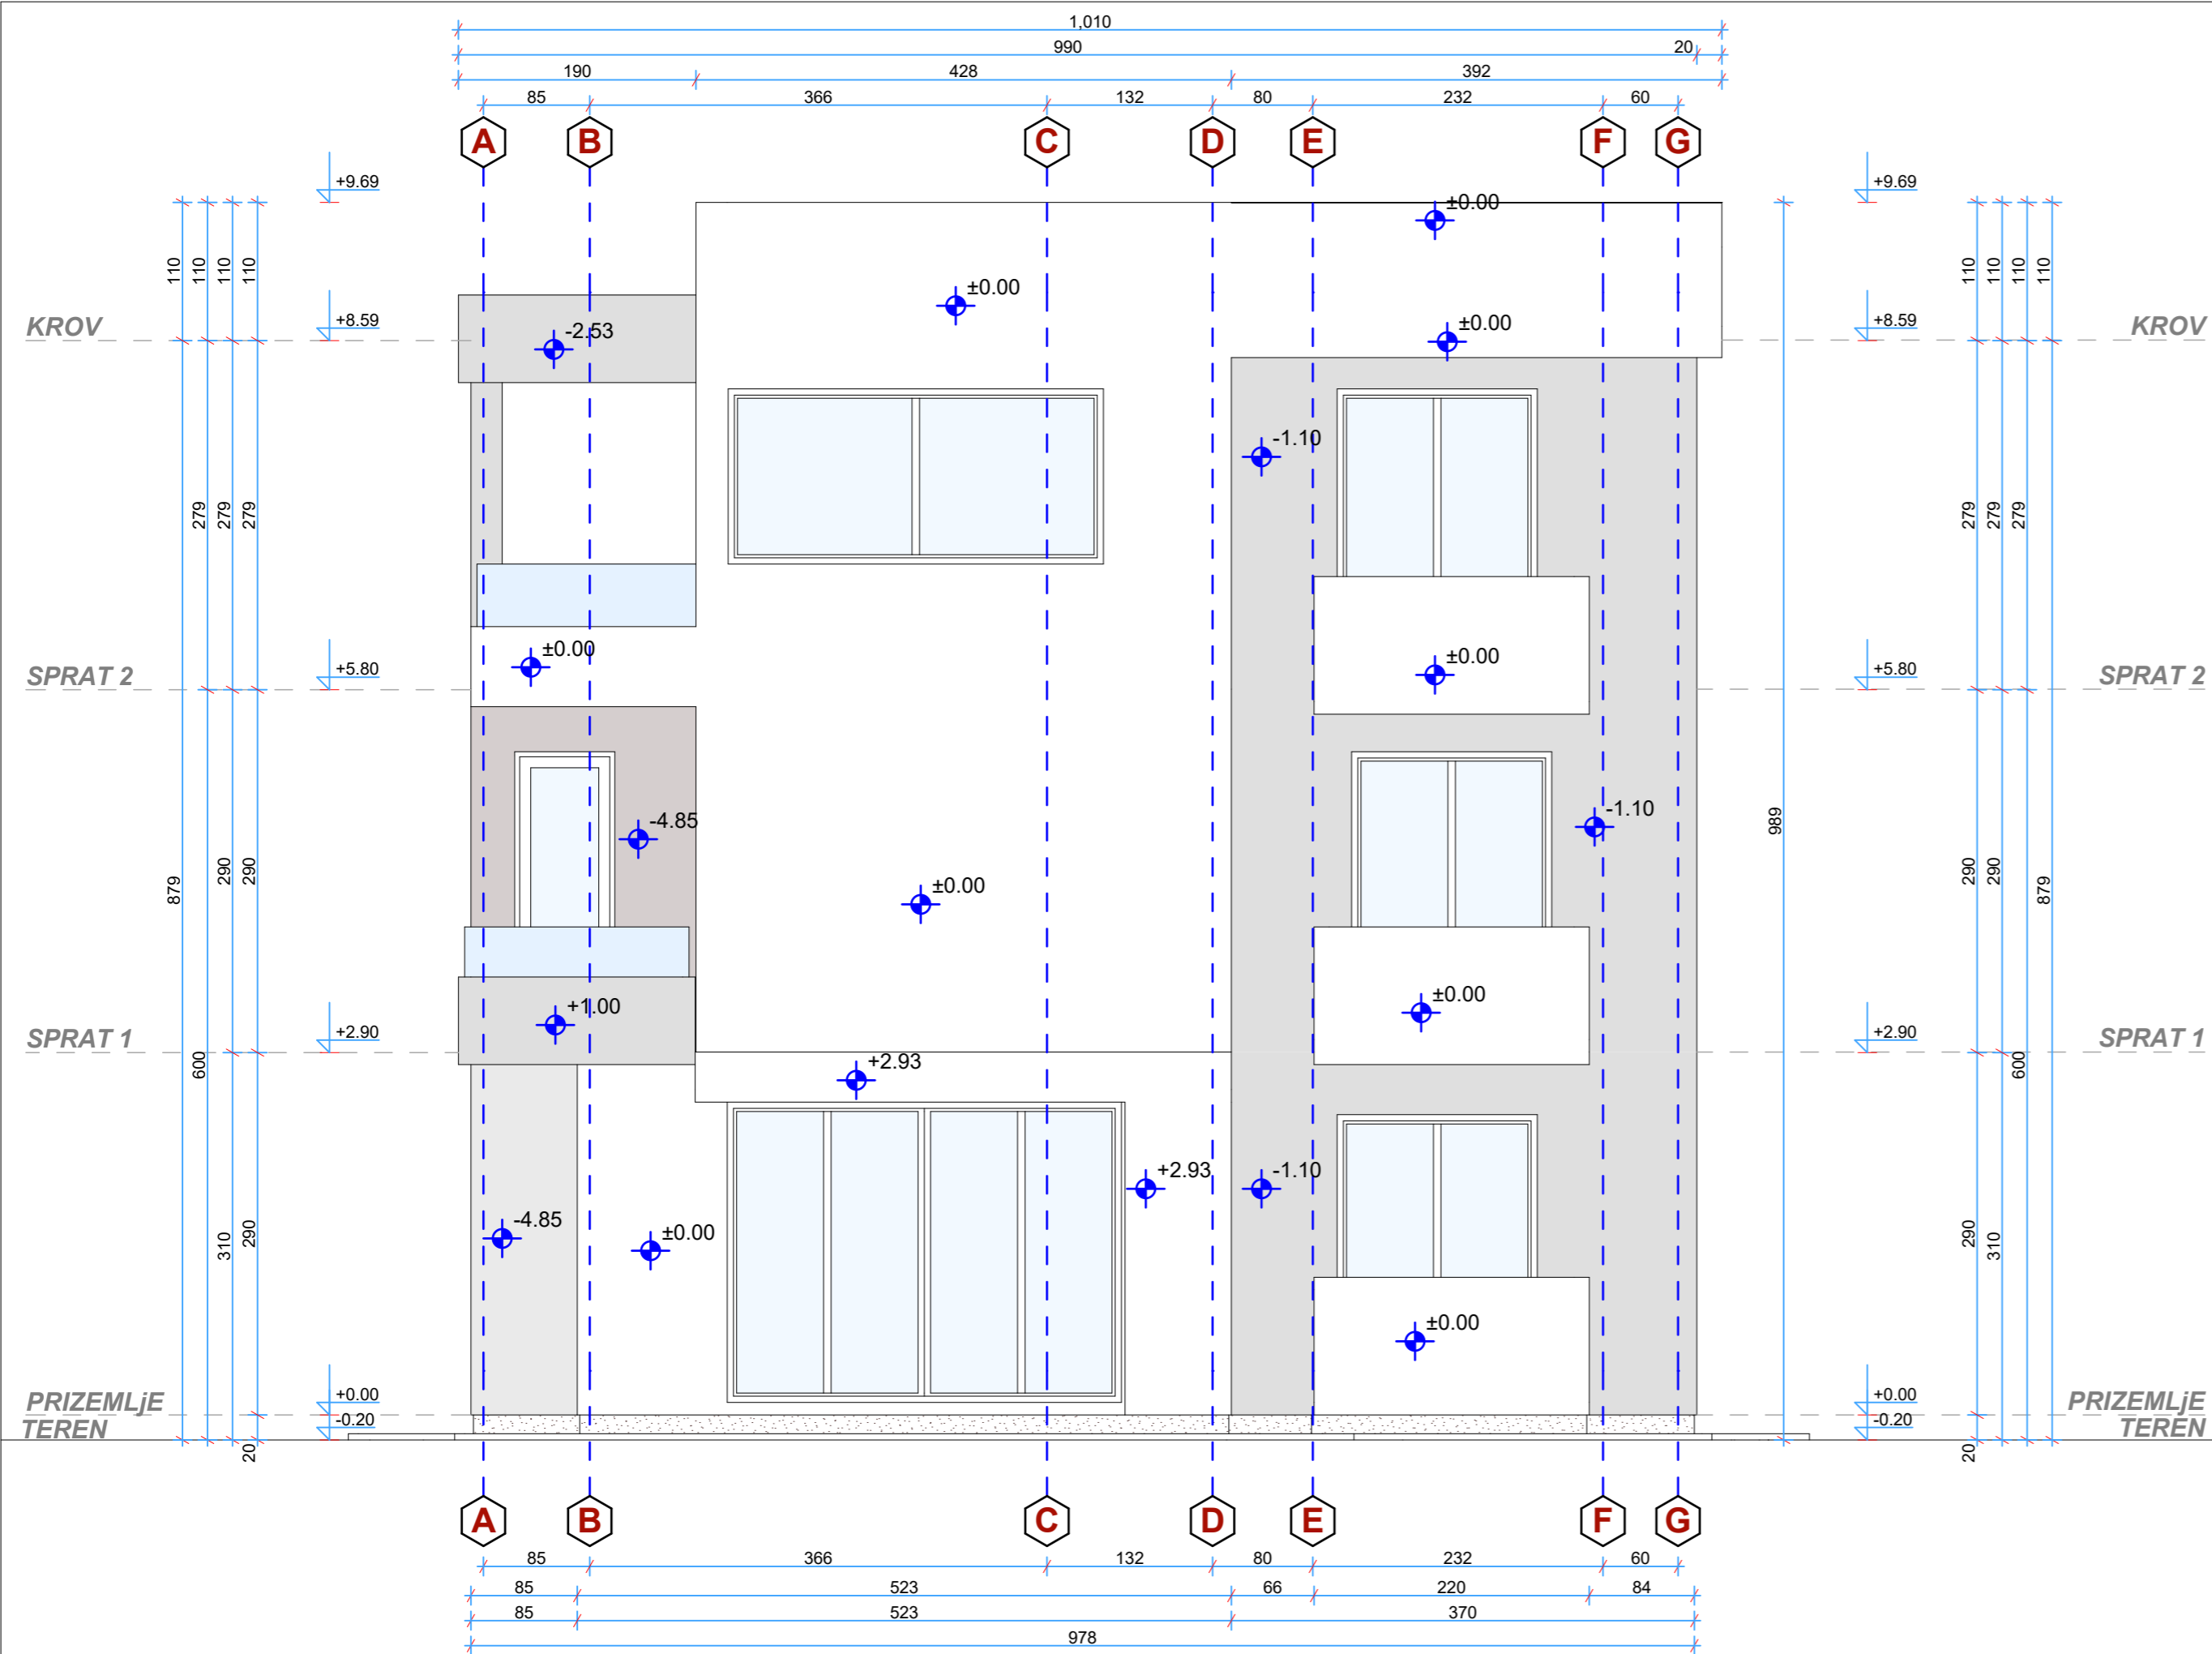 1,010
990 20
190 428 392
85 366 132 80 232 60
A B C D E F G
+9.69 +9.69
±0.00
110 110 110 110 110 110 110 110
±0.00
KROV +8.59 -2.53 ±0.00 +8.59 KROV
-1.10
279 279 279 279 279 279
SPRAT 2 +5.80 ±0.00 ±0.00 +5.80 SPRAT 2
-4.85 -1.10
989
879 290 290 ±0.00 290 290 879
SPRAT 1 +2.90 +1.00 ±0.00 +2.90 SPRAT 1
600 +2.93 600
+2.93 -1.10
310 290 -4.85 ±0.00 290 310
±0.00
PRIZEMLjE +0.00 +0.00 PRIZEMLjE
TEREN -0.20 -0.20 TEREN
20 20
A B C D E F G
85 366 132 80 232 60
85 523 66 220 84
85 523 370
978